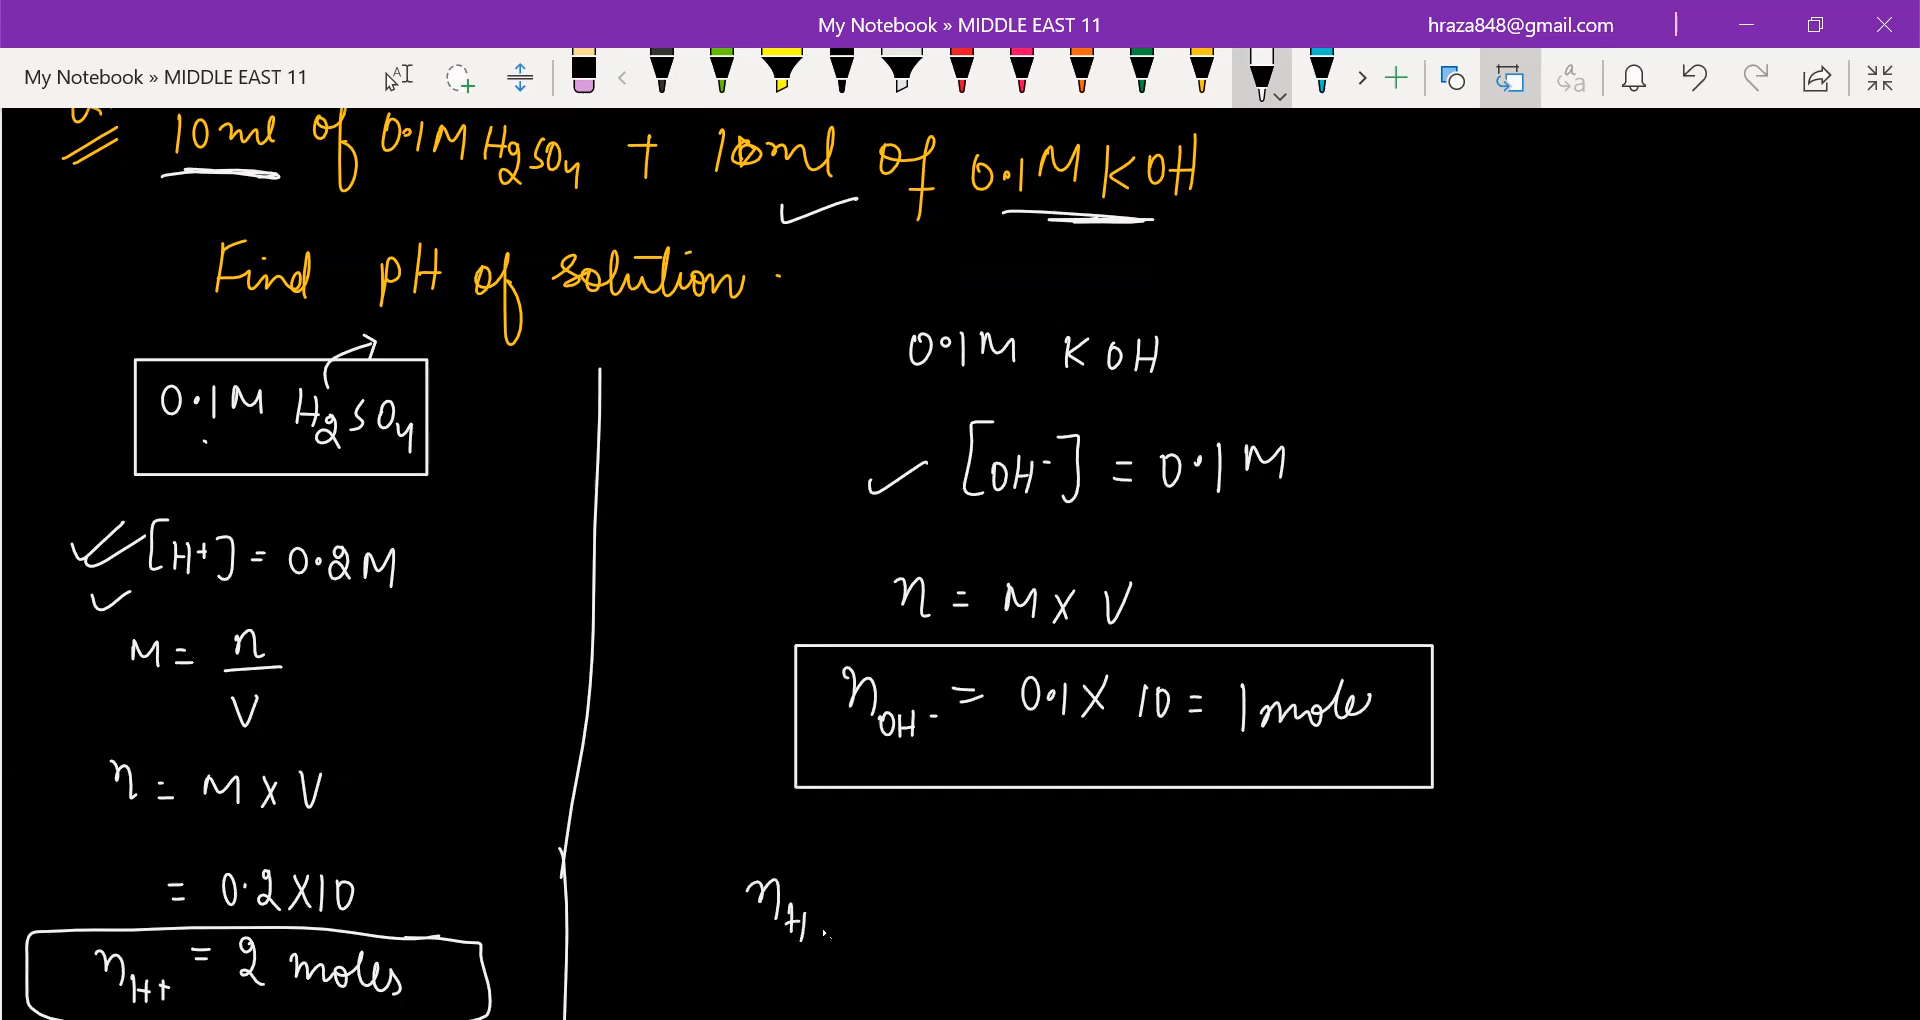 My Notebook » MIDDLE EAST 11
hraza848@gmail.com
My Notebook » MIDDLE EAST 11
10 ml of 0.1M H2SO4 + 10ml of 0.1M KOH
Find pH of solution.
0.1M H2SO4
[H+] = 0.2M
M = n/V
n = M x V
= 0.2 X 10
nH+ = 2 moles
0.1M KOH
[OH-] = 0.1M
n = M x V
nOH- = 0.1 X 10 = 1 mole
nH